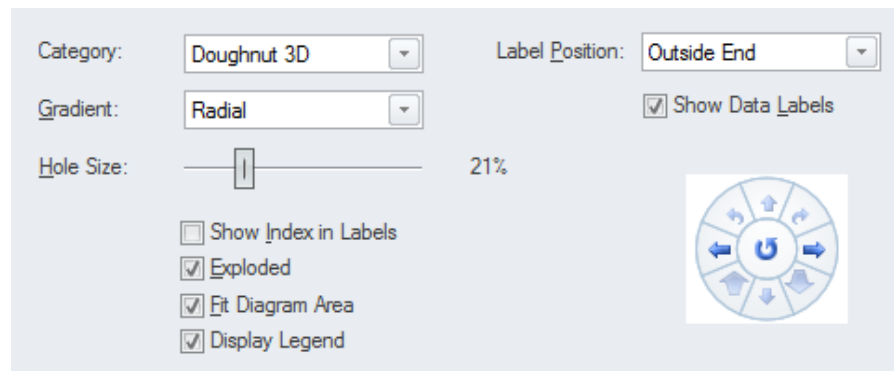 Category: Doughnut 3D Label Position: Outside End
Gradient: Radial Show Data Labels
Hole Size: 21%
Show Index in Labels
Exploded
Fit Diagram Area
Display Legend